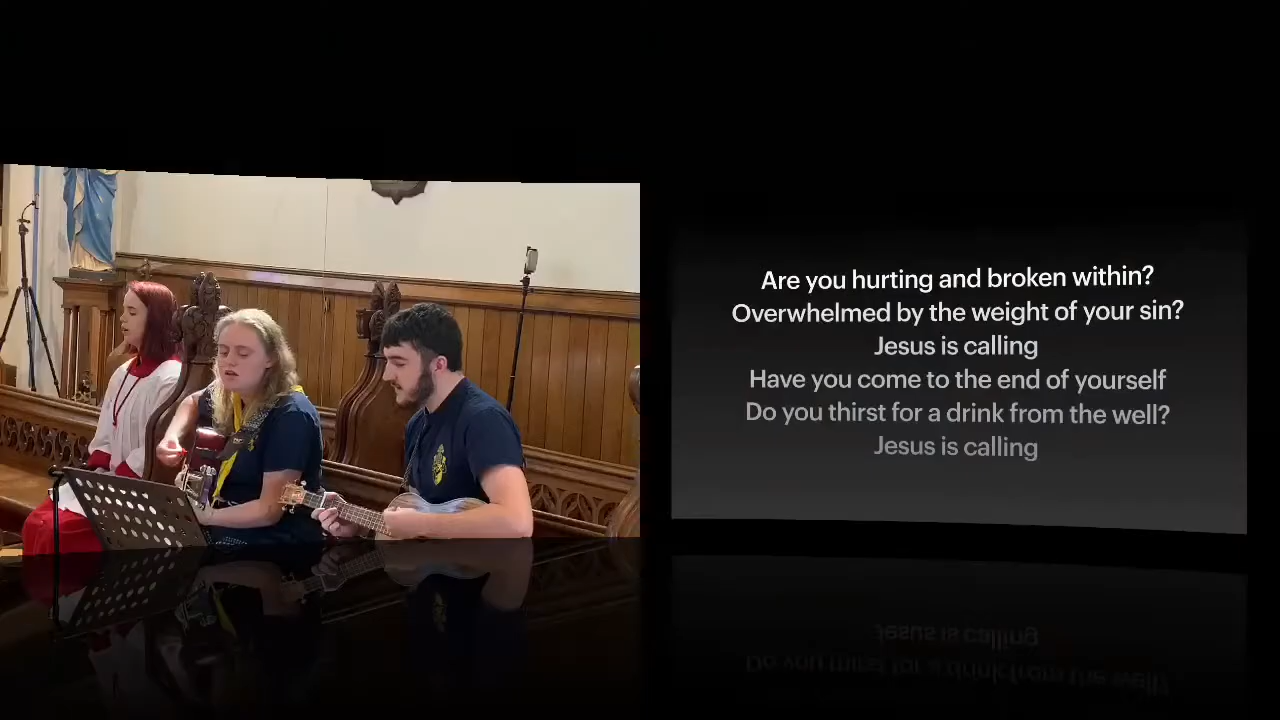 Are you hurting and broken within?
Overwhelmed by the weight of your sin?
Jesus is calling
Have you come to the end of yourself
Do you thirst for a drink from the well?
Jesus is calling